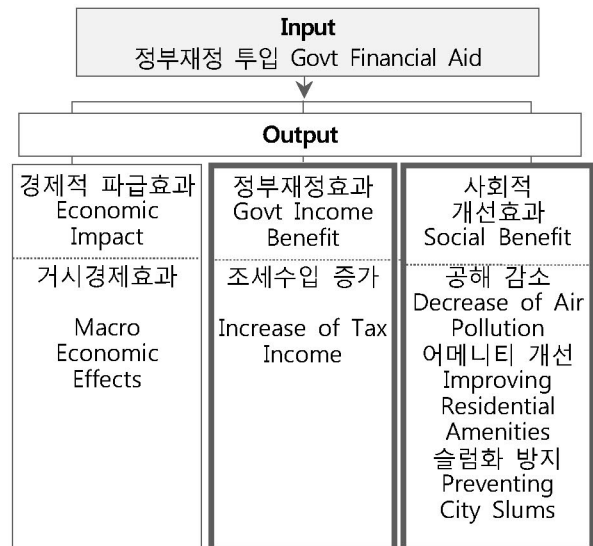 Input
정부재정 투입 Govt Financial Aid
Output
경제적 파급효과
Economic
Impact
거시경제효과
Macro
Economic
Effects
정부재정효과
Govt Income
Benefit
조세수입 증가
Increase of Tax
Income
사회적
개선효과
Social Benefit
공해 감소
Decrease of Air
Pollution
어메니티 개선
Improving
Residential
Amenities
슬럼화 방지
Preventing
City Slums